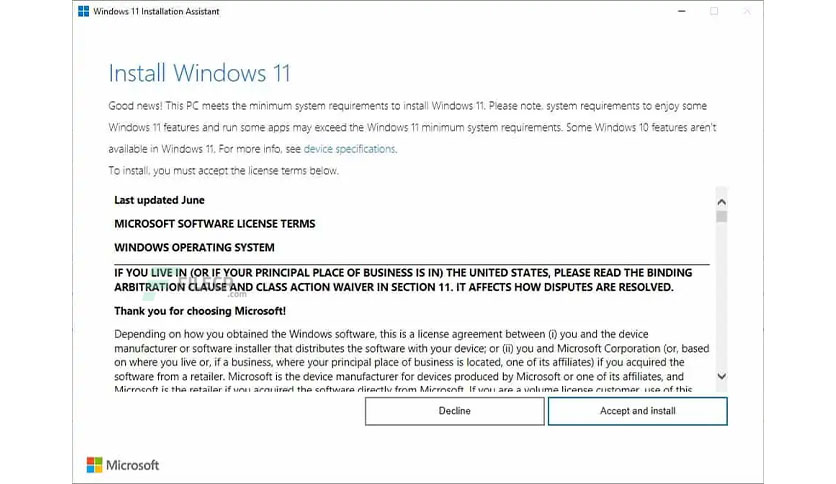 Windows 11 Installation Assistant
Install Windows 11
Good news! This PC meets the minimum system requirements to install Windows 11. Please note, system requirements to enjoy some
Windows 11 features and run some apps may exceed the Windows 11 minimum system requirements. Some Windows 10 features aren't
available in Windows 11. For more info, see device specifications.
To install, you must accept the license terms below.
Last updated June
MICROSOFT SOFTWARE LICENSE TERMS
WINDOWS OPERATING SYSTEM
IF YOU LIVE IN (OR IF YOUR PRINCIPAL PLACE OF BUSINESS IS IN) THE UNITED STATES, PLEASE READ THE BINDING
ARBITRATION CLAUSE AND CLASS ACTION WAIVER IN SECTION 11. IT AFFECTS HOW DISPUTES ARE RESOLVED.
FILECR
.com
Thank you for choosing Microsoft!
Depending on how you obtained the Windows software, this is a license agreement between (i) you and the device
manufacturer or software installer that distributes the software with your device; or (ii) you and Microsoft Corporation (or, based
on where you live or, if a business, where your principal place of business is located, one of its affiliates) if you acquired the
software from a retailer. Microsoft is the device manufacturer for devices produced by Microsoft or one of its affiliates, and
Microsoft is the retailer if you acquired the software directly from Microsoft. If you are a volume license customer, use of this
Decline
Accept and install
Microsoft